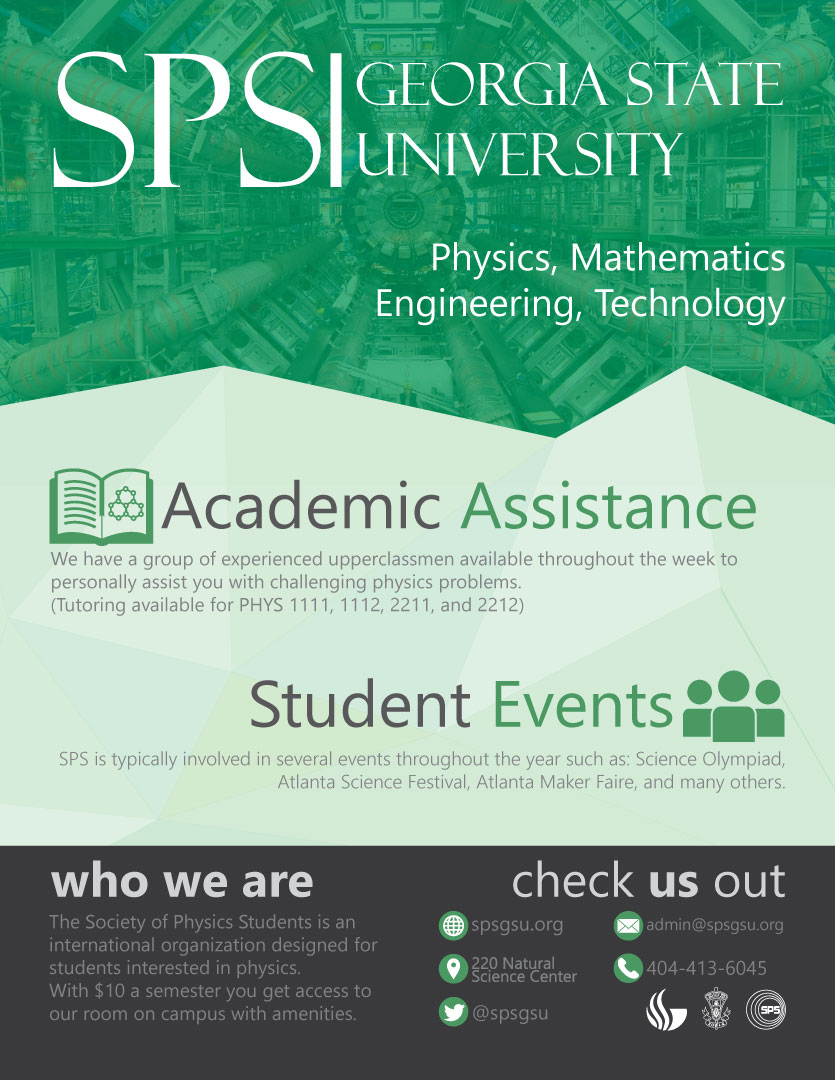 SPS|
GEORGIA STATE
UNIVERSITY
Physics, Mathematics
Engineering, Technology
Academic Assistance
We have a group of experienced upperclassmen available throughout the week to
personally assist you with challenging physics problems.
(Tutoring available for PHYS 1111, 1112, 2211, and 2212)
Student Events
SPS is typically involved in several events throughout the year such as: Science Olympiad,
Atlanta Science Festival, Atlanta Maker Faire, and many others.
who we are
The Society of Physics Students is an
international organization designed for
students interested in physics.
With $10 a semester you get access to
our room on campus with amenities.
check us out
spsgsu.org
admin@spsgsu.org
220 Natural
Science Center
404-413-6045
@spsgsu
SPS